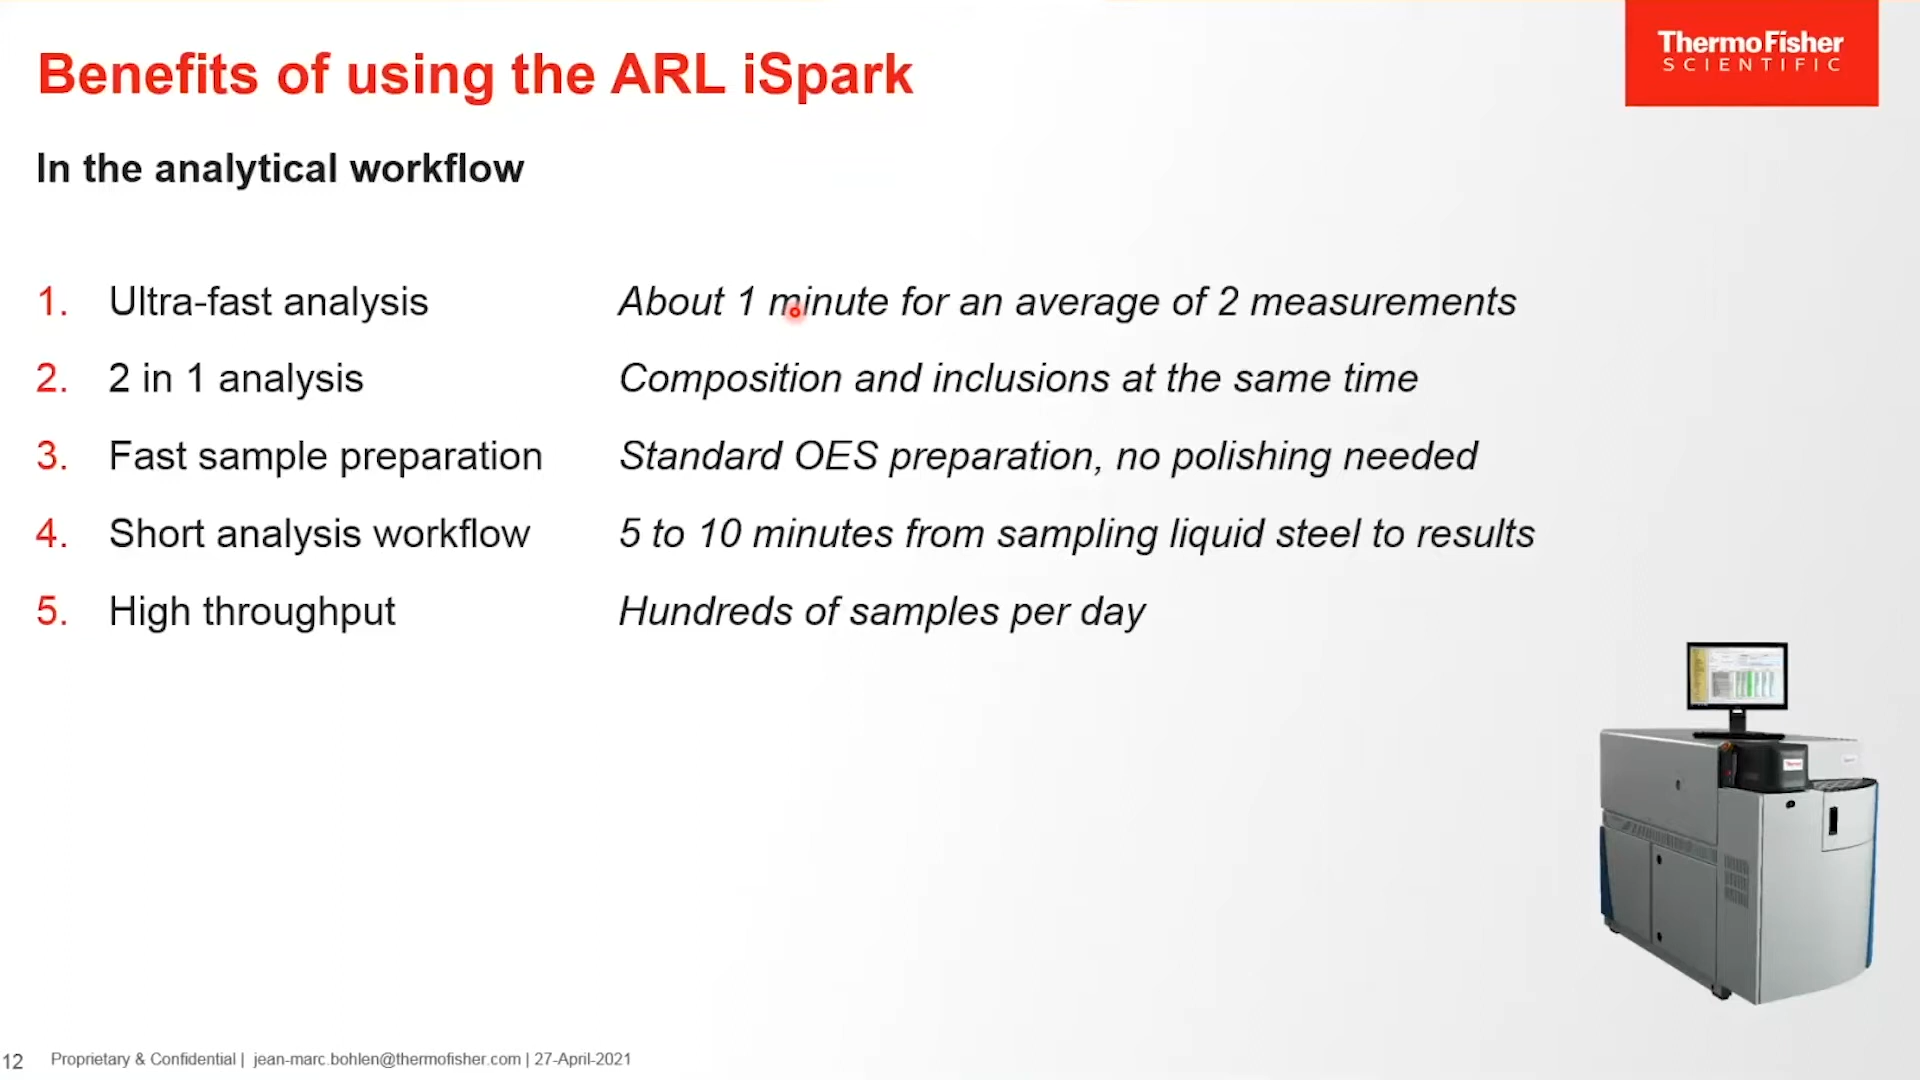 Benefits of using the ARL iSpark
ThermoFisher
SCIENTIFIC
In the analytical workflow
1. Ultra-fast analysis About 1 minute for an average of 2 measurements
2. 2 in 1 analysis Composition and inclusions at the same time
3. Fast sample preparation Standard OES preparation, no polishing needed
4. Short analysis workflow 5 to 10 minutes from sampling liquid steel to results
5. High throughput Hundreds of samples per day
12 Proprietary & Confidential | jean-marc.bohlen@thermofisher.com | 27-April-2021